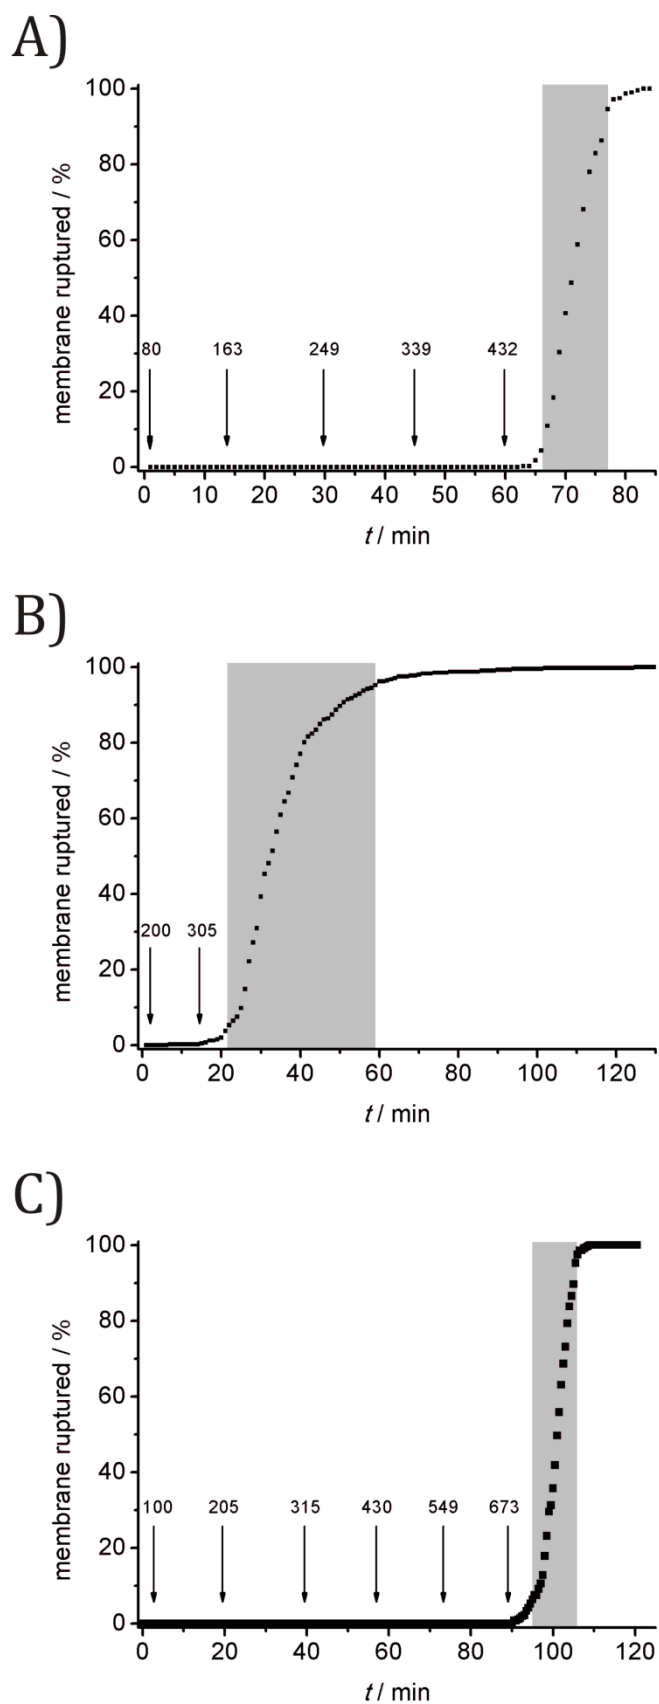 A)
membrane ruptured / %
100
80
60
40
20
0
80 163 249 339 432
0 10 20 30 40 50 60 70 80
t / min
B)
membrane ruptured / %
100
80
60
40
20
0
200 305
0 20 40 60 80 100 120
t / min
C)
membrane ruptured / %
100
80
60
40
20
0
100 205 315 430 549 673
0 20 40 60 80 100 120
t / min